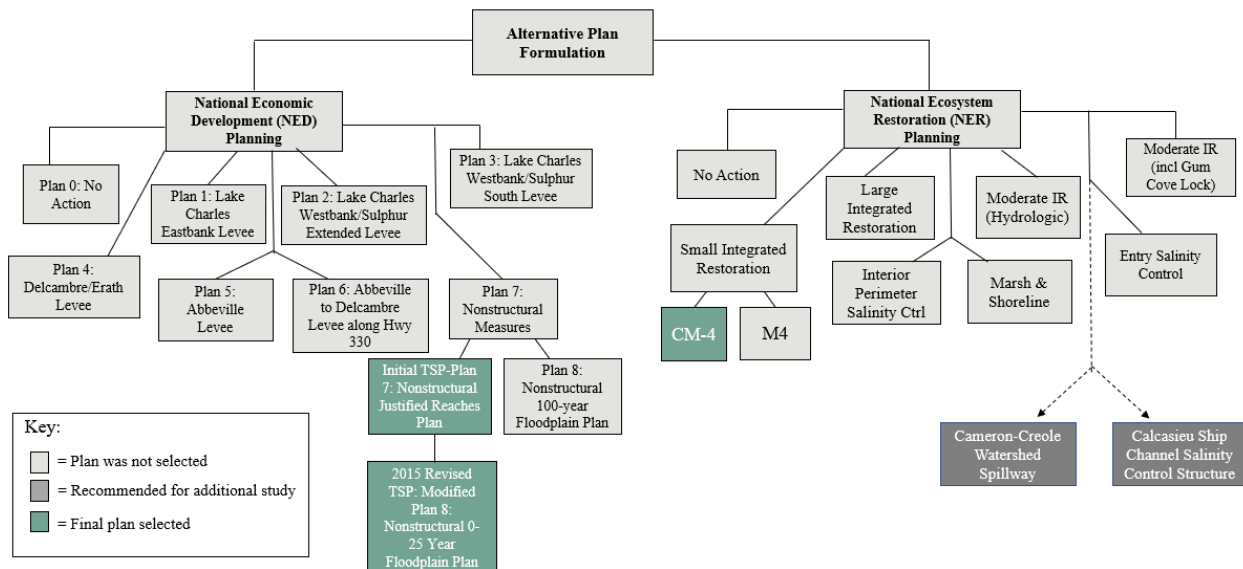 Alternative Plan
Formulation
National Economic
Development (NED)
Planning
Plan 0: No
Action
Plan 1: Lake
Charles
Eastbank Levee
Plan 2: Lake Charles
Westbank/Sulphur
Extended Levee
Plan 3: Lake Charles
Westbank/Sulphur
South Levee
Plan 4:
Delcambre/Erath
Levee
Plan 5:
Abbeville
Levee
Plan 6: Abbeville
to Delcambre
Levee along Hwy
330
Plan 7:
Nonstructural
Measures
Initial TSP-Plan
7: Nonstructural
Justified Reaches
Plan
Plan 8:
Nonstructural
100-year
Floodplain Plan
2015 Revised
TSP: Modified
Plan 8:
Nonstructural 0-
25 Year
Floodplain Plan
National Ecosystem
Restoration (NER)
Planning
No Action
Large
Integrated
Restoration
Moderate IR
(Hydrologic)
Moderate IR
(incl Gum
Cove Lock)
Small Integrated
Restoration
Interior
Perimeter
Salinity Ctrl
Marsh &
Shoreline
Entry Salinity
Control
CM-4
M4
Cameron-Creole
Watershed
Spillway
Calcasieu Ship
Channel Salinity
Control Structure
Key:
= Plan was not selected
= Recommended for additional study
= Final plan selected